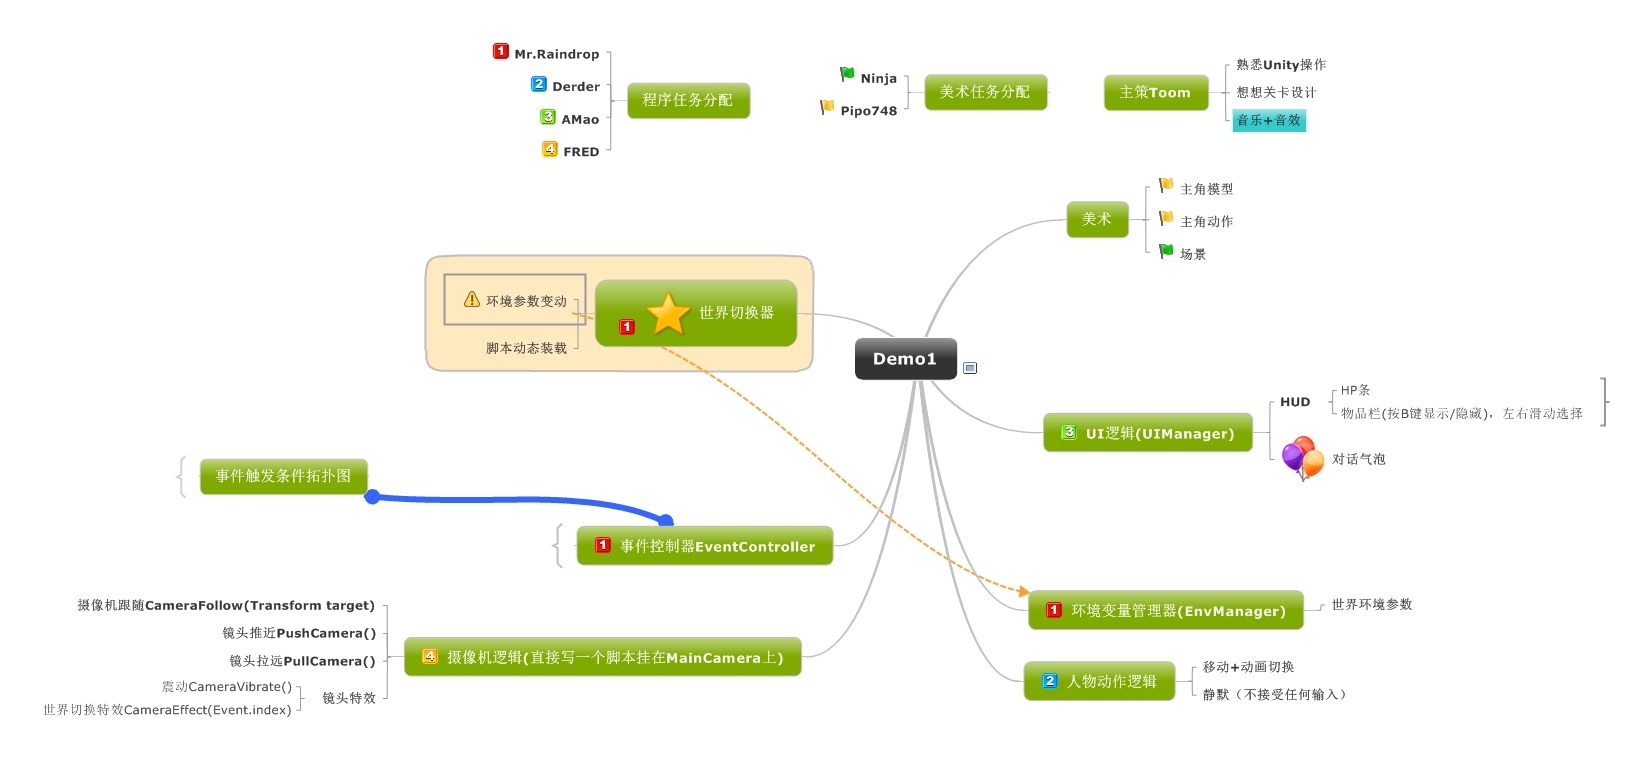 1 Mr.Raindrop
2 Derder
3 AMao
4 FRED
程序任务分配
Ninja
Pipo748
美术任务分配
主策Toom
熟悉Unity操作
想想关卡设计
音乐+音效
美术
主角模型
主角动作
场景
环境参数变动
脚本动态装载
1 世界切换器
Demo1
3 UI逻辑(UIManager)
HUD
HP条
物品栏(按B键显示/隐藏)，左右滑动选择
对话气泡
事件触发条件拓扑图
1 事件控制器EventController
1 环境变量管理器(EnvManager)
世界环境参数
摄像机跟随CameraFollow(Transform target)
镜头推近PushCamera()
镜头拉远PullCamera()
震动CameraVibrate()
世界切换特效CameraEffect(Event.index)
镜头特效
4 摄像机逻辑(直接写一个脚本挂在MainCamera上)
2 人物动作逻辑
移动+动画切换
静默（不接受任何输入）